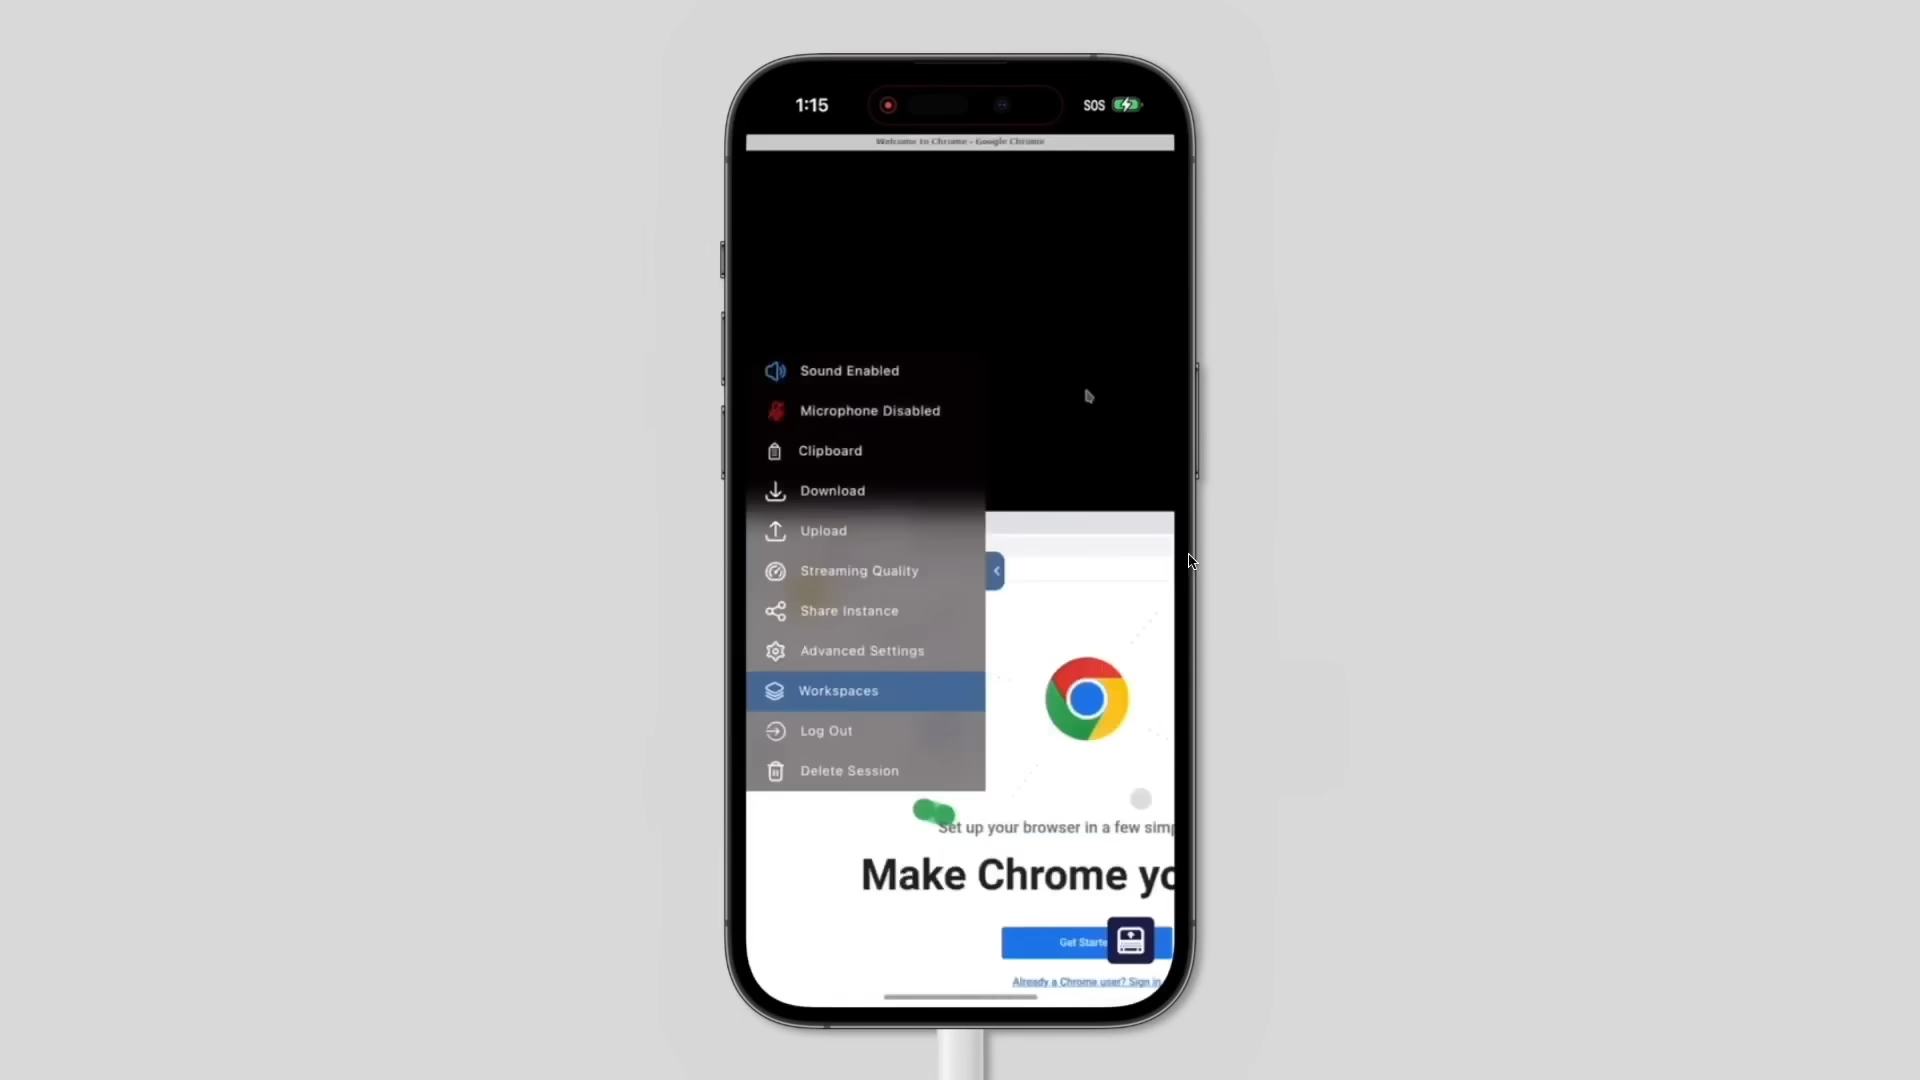 1:15
SOS
Welcome to Chrome - Google Chrome
Sound Enabled
Microphone Disabled
Clipboard
Download
Upload
Streaming Quality
Share Instance
Advanced Settings
Workspaces
Log Out
Delete Session
Set up your browser in a few simp
Make Chrome yo
Get Starte
Already a Chrome user? Sign in